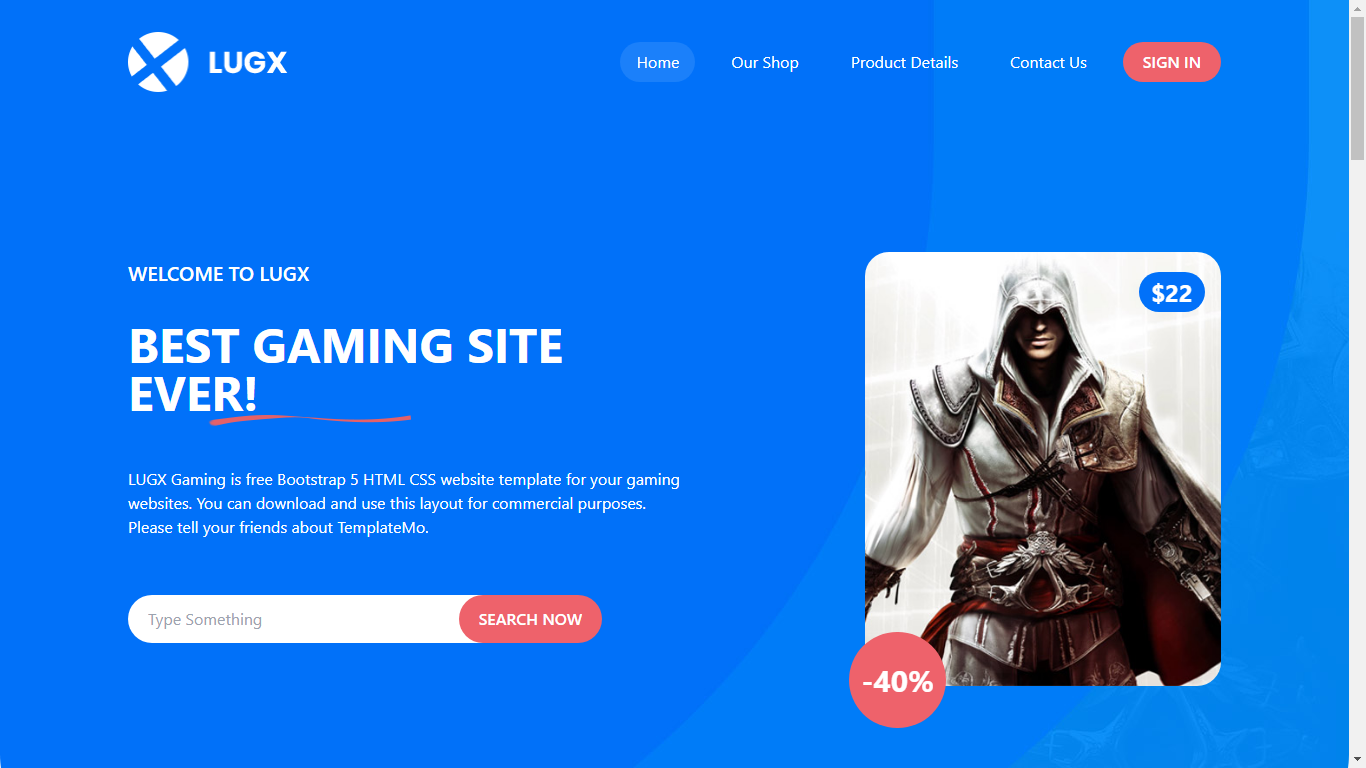 LUGX
Home
Our Shop
Product Details
Contact Us
SIGN IN
WELCOME TO LUGX
BEST GAMING SITE
EVER!
LUGX Gaming is free Bootstrap 5 HTML CSS website template for your gaming
websites. You can download and use this layout for commercial purposes.
Please tell your friends about TemplateMo.
Type Something
SEARCH NOW
$22
-40%